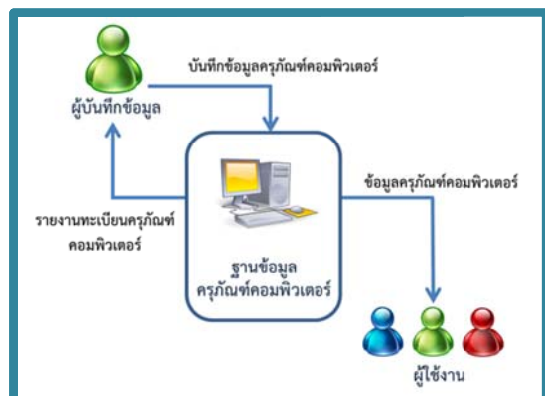 บันทึกข้อมูลครุภัณฑ์คอมพิวเตอร์
ผู้บันทึกข้อมูล
ข้อมูลครุภัณฑ์คอมพิวเตอร์
รายงานทะเบียนครุภัณฑ์
คอมพิวเตอร์
ฐานข้อมูล
ครุภัณฑ์คอมพิวเตอร์
ผู้ใช้งาน